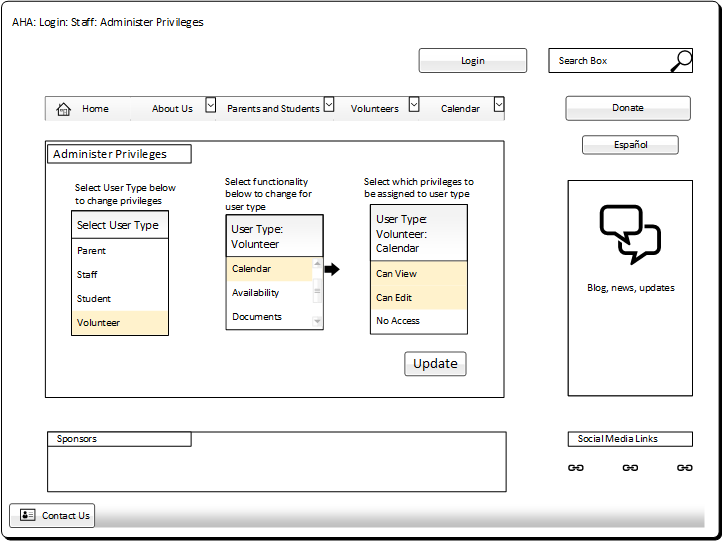 AHA: Login: Staff: Administer Privileges
Login
Search Box
Home
About Us
Parents and Students
Volunteers
Calendar
Donate
Español
Administer Privileges
Select User Type below
to change privileges
Select User Type
Parent
Staff
Student
Volunteer
Select functionality
below to change for
user type
User Type:
Volunteer
Calendar
Availability
Documents
Select which privileges to
be assigned to user type
User Type:
Volunteer:
Calendar
Can View
Can Edit
No Access
Update
Blog, news, updates
Sponsors
Social Media Links
Contact Us